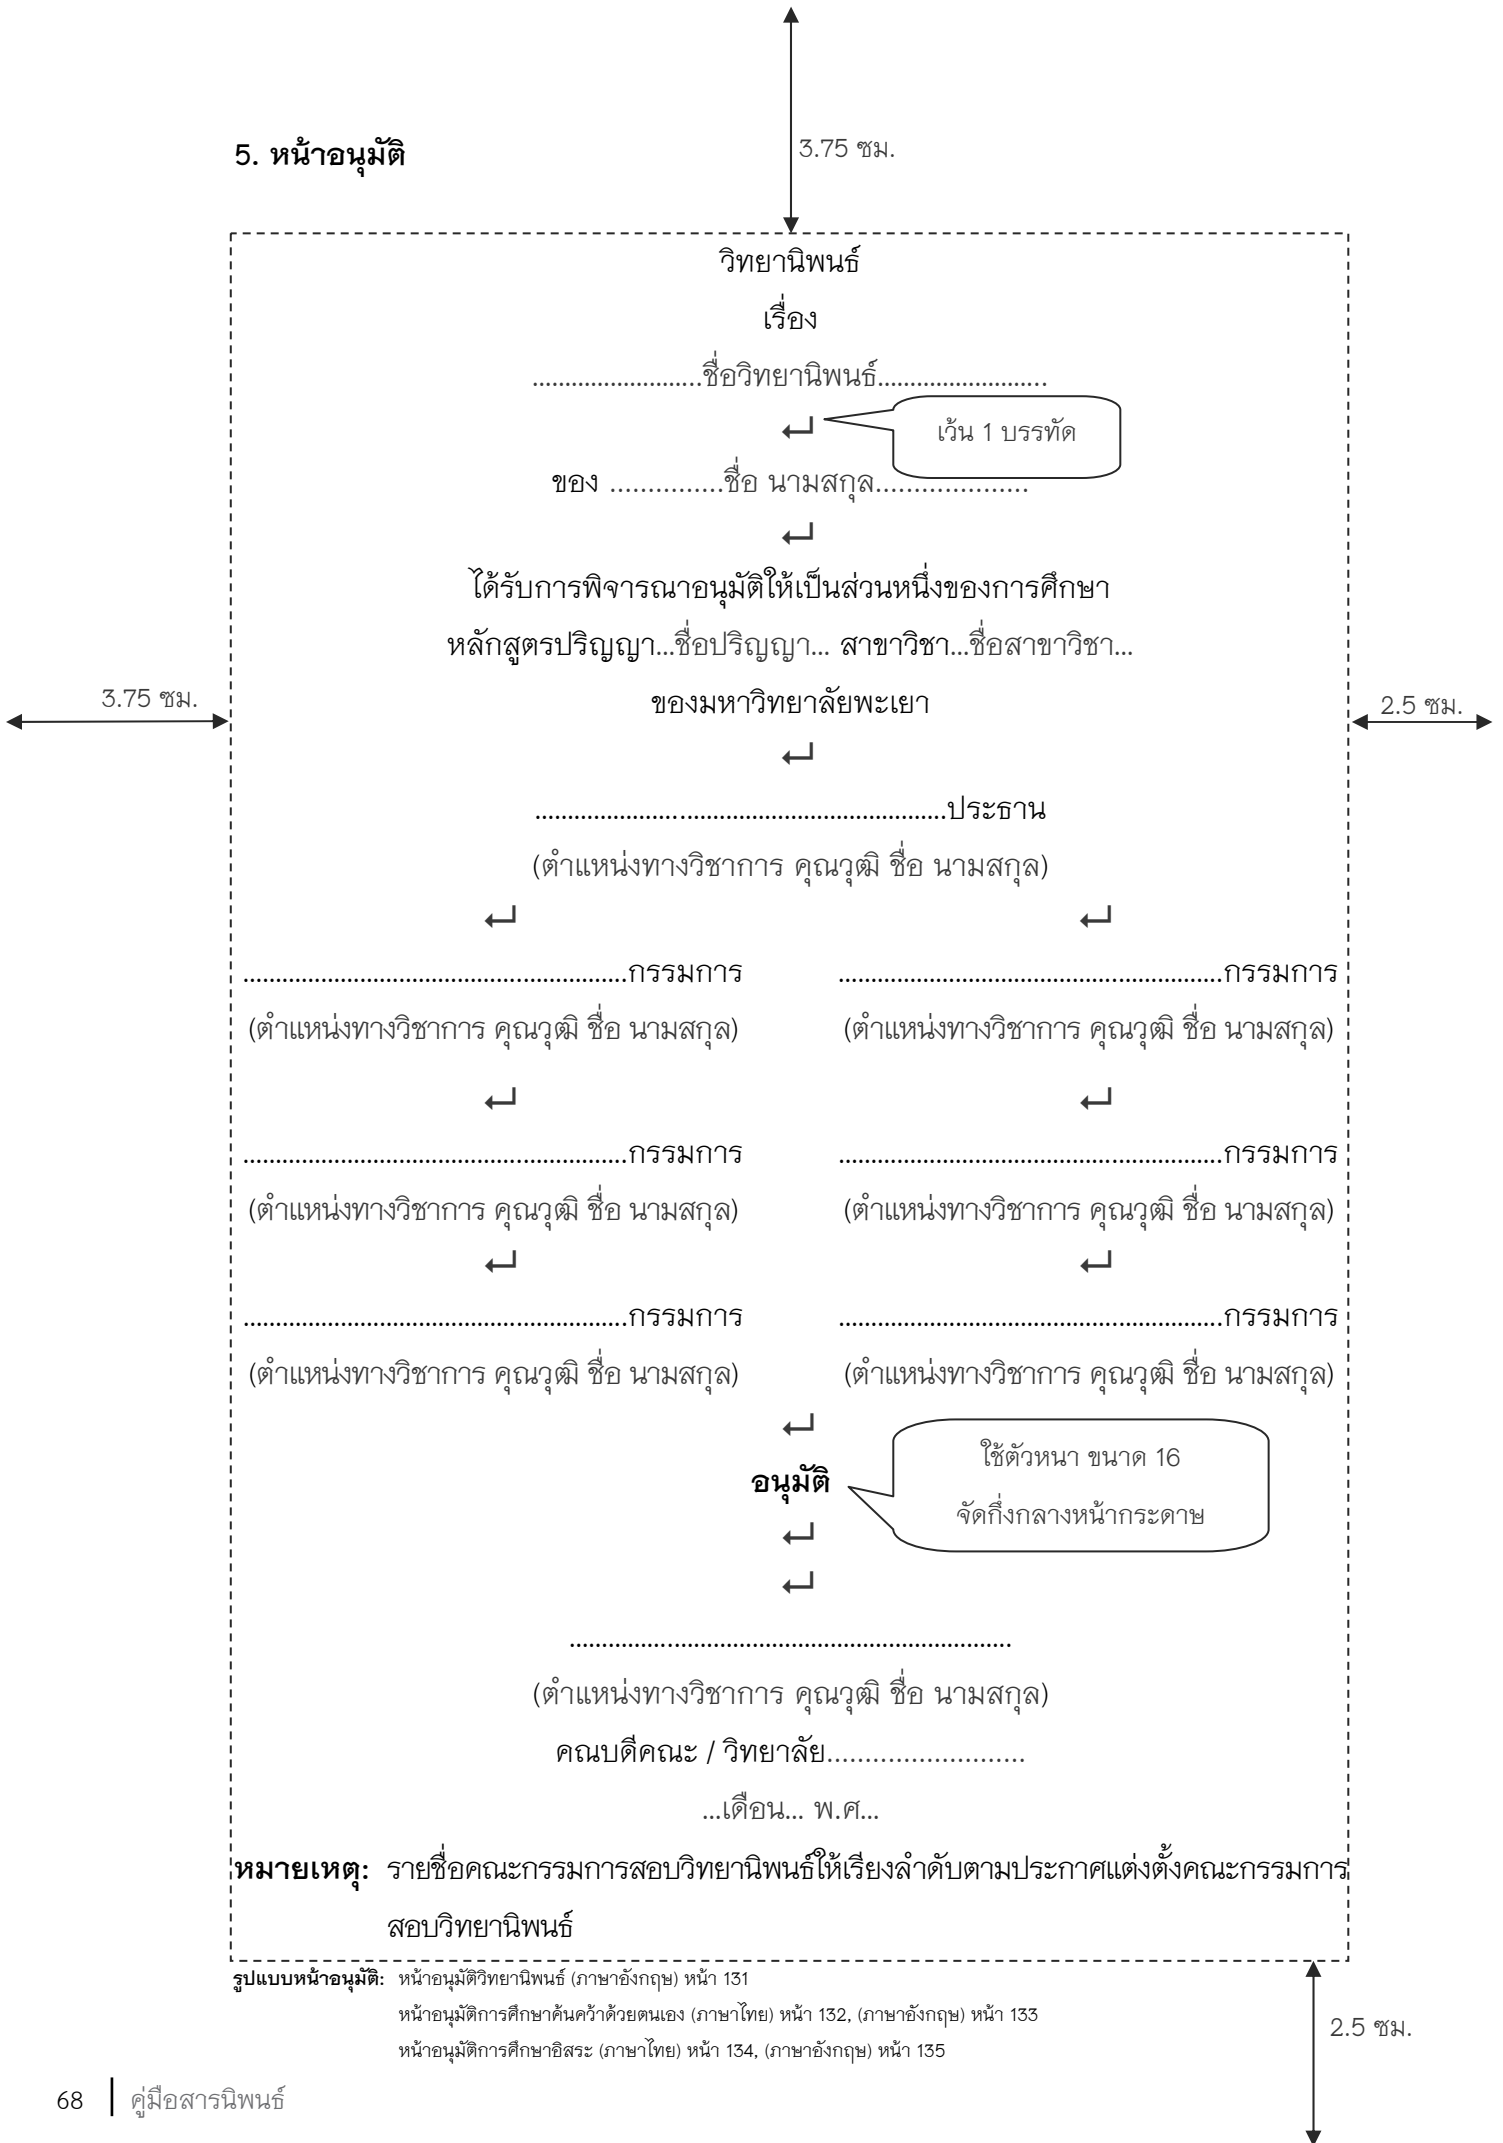 3.75 ซม.
5. หน้าอนุมัติ
วิทยานิพนธ์
เรื่อง
..........................ชื่อวิทยานิพนธ์..........................
↵
เว้น 1 บรรทัด
ของ ...............ชื่อ นามสกุล....................
↵
ได้รับการพิจารณาอนุมัติให้เป็นส่วนหนึ่งของการศึกษา
หลักสูตรปริญญา...ชื่อปริญญา... สาขาวิชา...ชื่อสาขาวิชา...
ของมหาวิทยาลัยพะเยา
3.75 ซม.
2.5 ซม.
↵
...............................................................ประธาน
(ตำแหน่งทางวิชาการ คุณวุฒิ ชื่อ นามสกุล)
↵ ↵
...........................................................กรรมการ ...........................................................กรรมการ
(ตำแหน่งทางวิชาการ คุณวุฒิ ชื่อ นามสกุล) (ตำแหน่งทางวิชาการ คุณวุฒิ ชื่อ นามสกุล)
↵ ↵
...........................................................กรรมการ ...........................................................กรรมการ
(ตำแหน่งทางวิชาการ คุณวุฒิ ชื่อ นามสกุล) (ตำแหน่งทางวิชาการ คุณวุฒิ ชื่อ นามสกุล)
↵ ↵
...........................................................กรรมการ ...........................................................กรรมการ
(ตำแหน่งทางวิชาการ คุณวุฒิ ชื่อ นามสกุล) (ตำแหน่งทางวิชาการ คุณวุฒิ ชื่อ นามสกุล)
↵
ใช้ตัวหนา ขนาด 16
อนุมัติ
จัดกึ่งกลางหน้ากระดาษ
↵
↵
....................................................................
(ตำแหน่งทางวิชาการ คุณวุฒิ ชื่อ นามสกุล)
คณบดีคณะ / วิทยาลัย..........................
...เดือน... พ.ศ...
หมายเหตุ: รายชื่อคณะกรรมการสอบวิทยานิพนธ์ให้เรียงลำดับตามประกาศแต่งตั้งคณะกรรมการ
สอบวิทยานิพนธ์
รูปแบบหน้าอนุมัติ: หน้าอนุมัติวิทยานิพนธ์ (ภาษาอังกฤษ) หน้า 131
หน้าอนุมัติการศึกษาค้นคว้าด้วยตนเอง (ภาษาไทย) หน้า 132, (ภาษาอังกฤษ) หน้า 133
2.5 ซม.
หน้าอนุมัติการศึกษาอิสระ (ภาษาไทย) หน้า 134, (ภาษาอังกฤษ) หน้า 135
68 คู่มือสารนิพนธ์